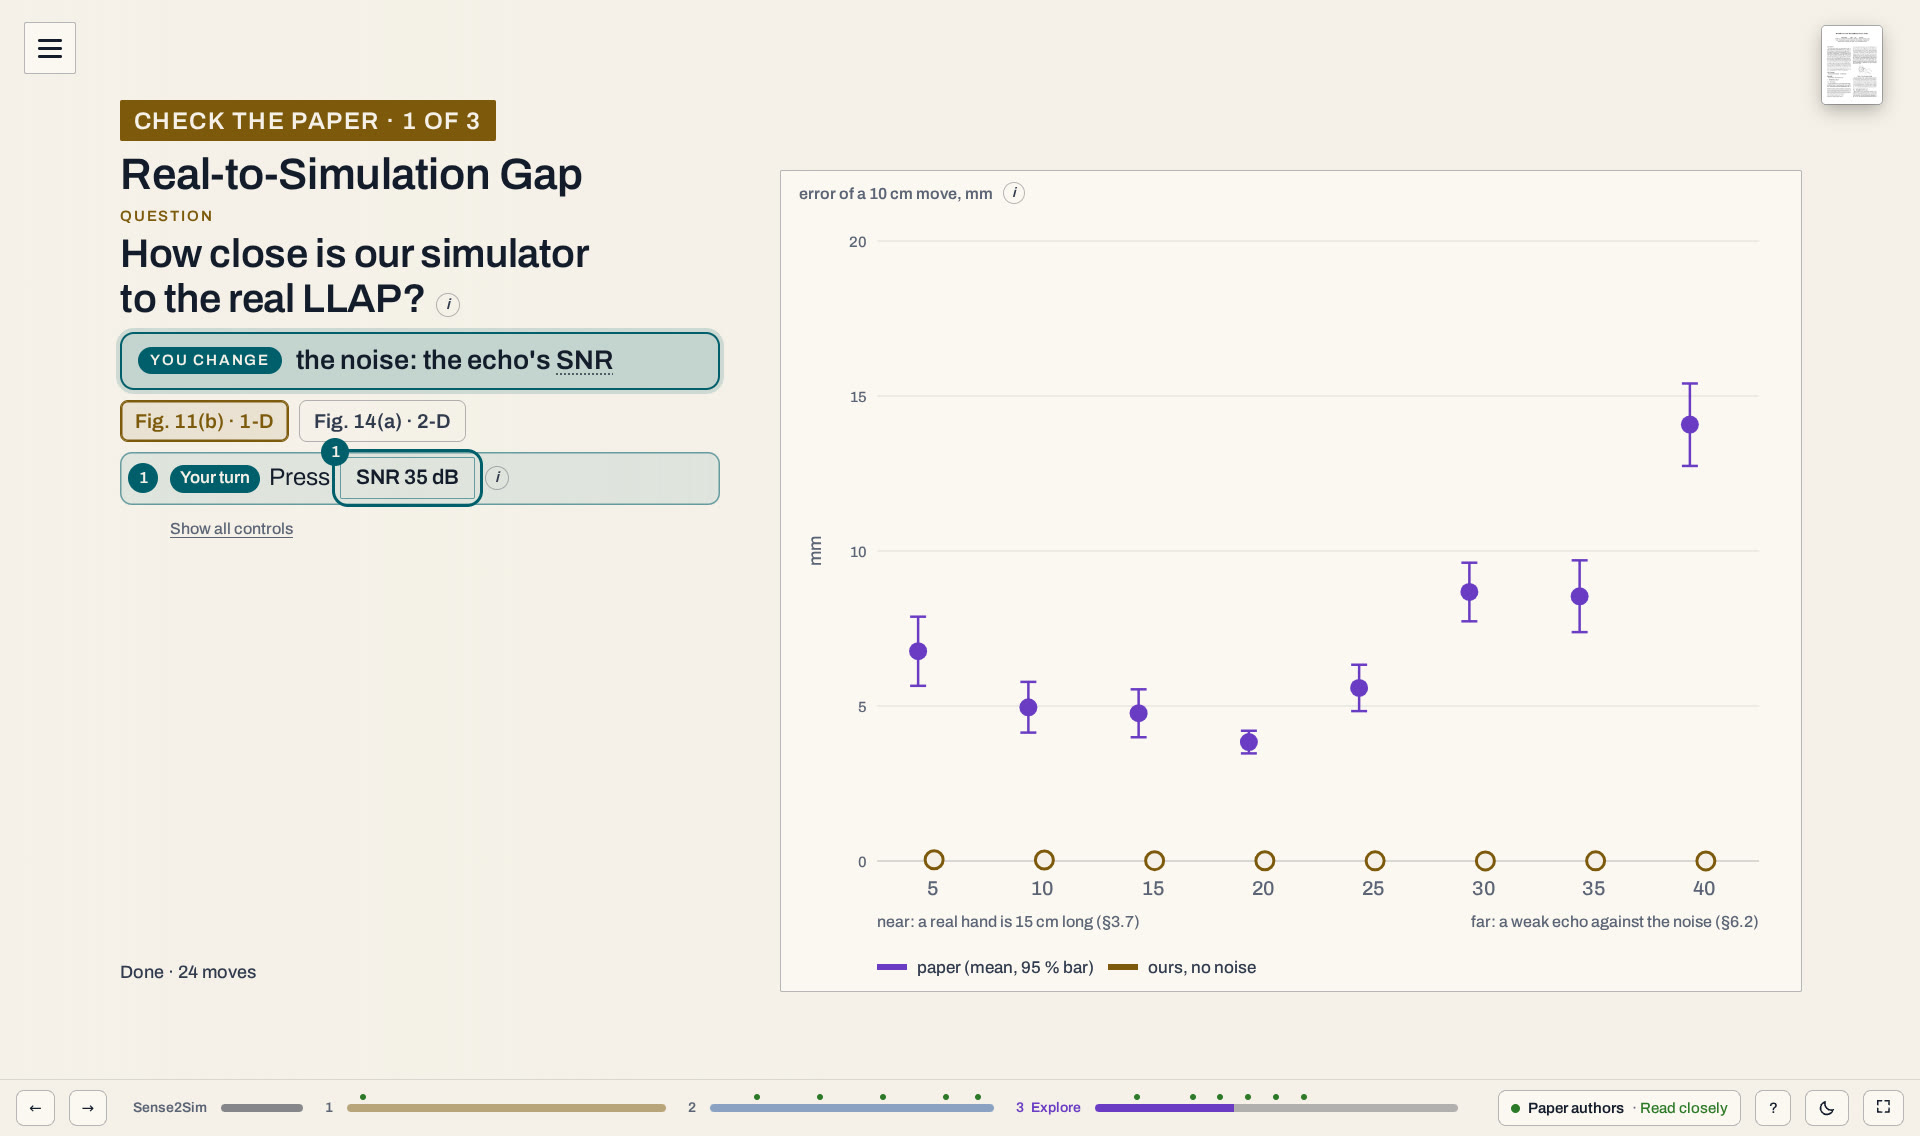 CHECK THE PAPER · 1 OF 3
Real-to-Simulation Gap
QUESTION
How close is our simulator
to the real LLAP? i
YOU CHANGE the noise: the echo's SNR
Fig. 11(b) · 1-D Fig. 14(a) · 2-D
1
1 Your turn Press SNR 35 dB i
Show all controls
Done · 24 moves
error of a 10 cm move, mm i
20
15
10
5
0
mm
5 10 15 20 25 30 35 40
near: a real hand is 15 cm long (§3.7) far: a weak echo against the noise (§6.2)
paper (mean, 95 % bar) ours, no noise
← → Sense2Sim 1 2 3 Explore Paper authors · Read closely ?